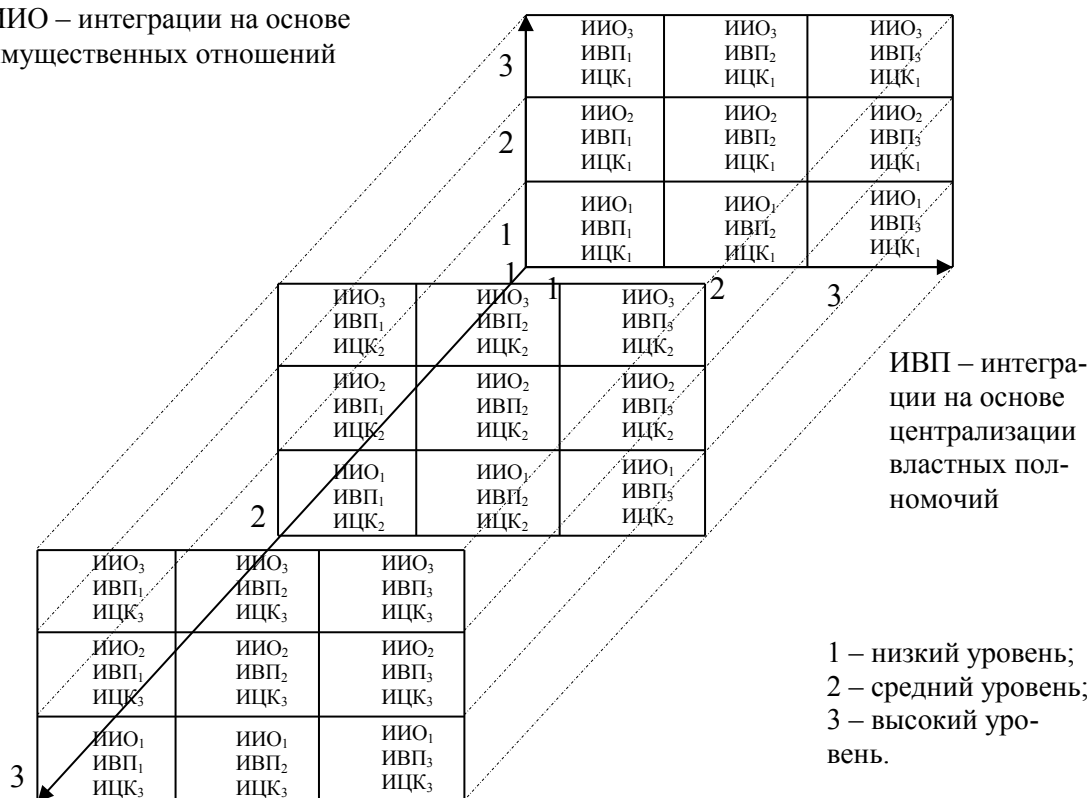 ИИО – интеграции на основе
мущественных отношений
3
ИИО₃ ИИО₃ ИИО₃
ИВП₁ ИВП₂ ИВП₃
ИЦК₁ ИЦК₁ ИЦК₁
2
ИИО₂ ИИО₂ ИИО₂
ИВП₁ ИВП₂ ИВП₃
ИЦК₁ ИЦК₁ ИЦК₁
1
ИИО₁ ИИО₁ ИИО₁
ИВП₁ ИВП₂ ИВП₃
ИЦК₁ ИЦК₁ ИЦК₁
1 1 2 3
ИИО₃ ИИО₃ ИИО₃
ИВП₁ ИВП₂ ИВП₃
ИЦК₂ ИЦК₂ ИЦК₂
ИИО₂ ИИО₂ ИИО₂
ИВП₁ ИВП₂ ИВП₃
ИЦК₂ ИЦК₂ ИЦК₂
ИИО₁ ИИО₁ ИИО₁
ИВП₁ ИВП₂ ИВП₃
ИЦК₂ ИЦК₂ ИЦК₂
2
ИВП – интегра-
ции на основе
централизации
властных пол-
номочий
ИИО₃ ИИО₃ ИИО₃
ИВП₁ ИВП₂ ИВП₃
ИЦК₃ ИЦК₃ ИЦК₃
ИИО₂ ИИО₂ ИИО₂
ИВП₁ ИВП₂ ИВП₃
ИЦК₃ ИЦК₃ ИЦК₃
ИИО₁ ИИО₁ ИИО₁
ИВП₁ ИВП₂ ИВП₃
ИЦК₃ ИЦК₃ ИЦК₃
3
1 – низкий уровень;
2 – средний уровень;
3 – высокий уро-
вень.